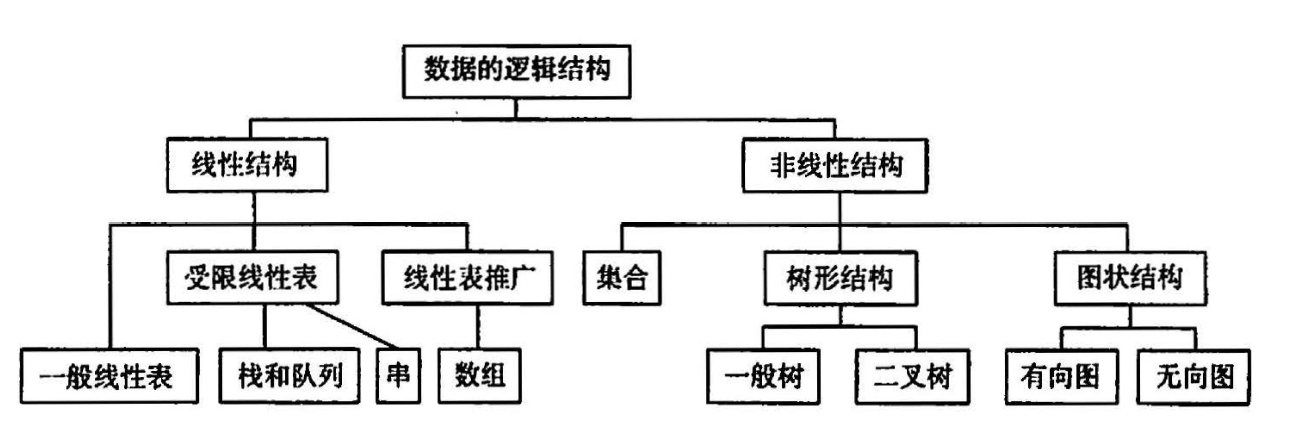 数据的逻辑结构
线性结构
非线性结构
受限线性表
线性表推广
集合
树形结构
图状结构
一般线性表
栈和队列
串
数组
一般树
二叉树
有向图
无向图